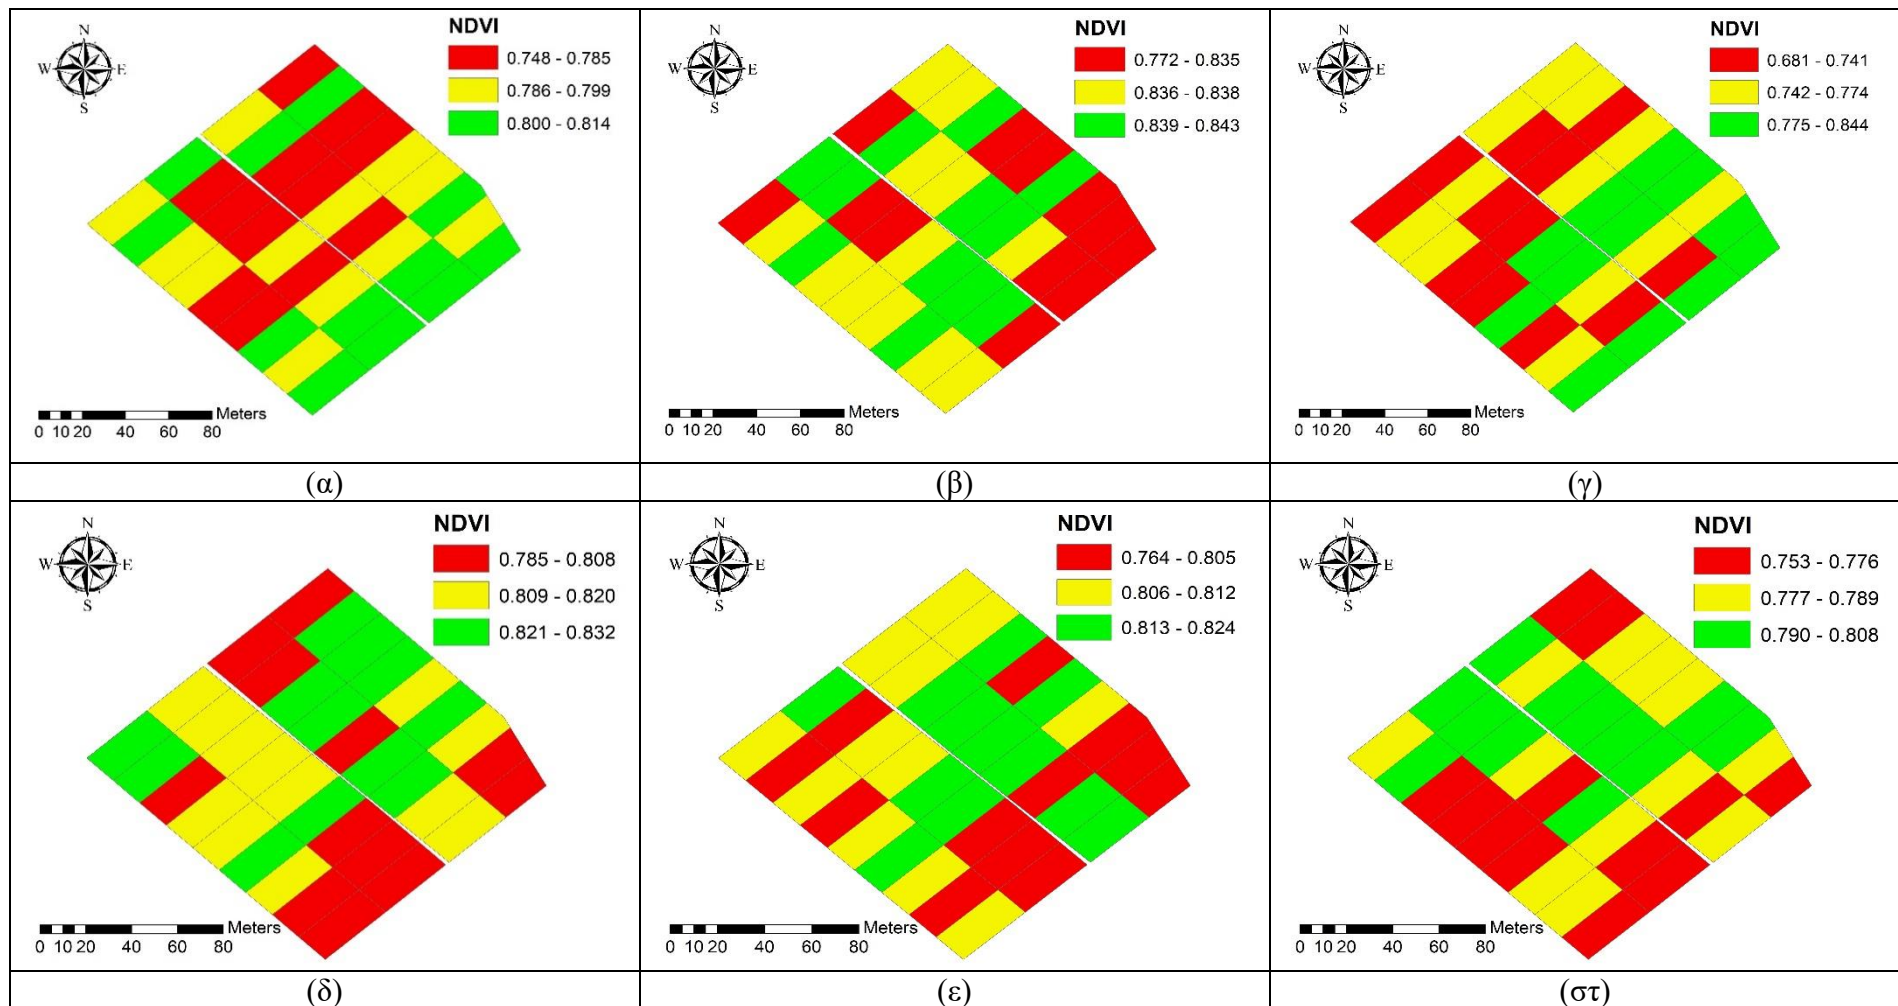 N
W E
S
NDVI
0.748 - 0.785
0.786 - 0.799
0.800 - 0.814
Meters
0 10 20 40 60 80
(α)
N
W E
S
NDVI
0.772 - 0.835
0.836 - 0.838
0.839 - 0.843
Meters
0 10 20 40 60 80
(β)
N
W E
S
NDVI
0.681 - 0.741
0.742 - 0.774
0.775 - 0.844
Meters
0 10 20 40 60 80
(γ)
N
W E
S
NDVI
0.785 - 0.808
0.809 - 0.820
0.821 - 0.832
Meters
0 10 20 40 60 80
(δ)
N
W E
S
NDVI
0.764 - 0.805
0.806 - 0.812
0.813 - 0.824
Meters
0 10 20 40 60 80
(ε)
N
W E
S
NDVI
0.753 - 0.776
0.777 - 0.789
0.790 - 0.808
Meters
0 10 20 40 60 80
(στ)